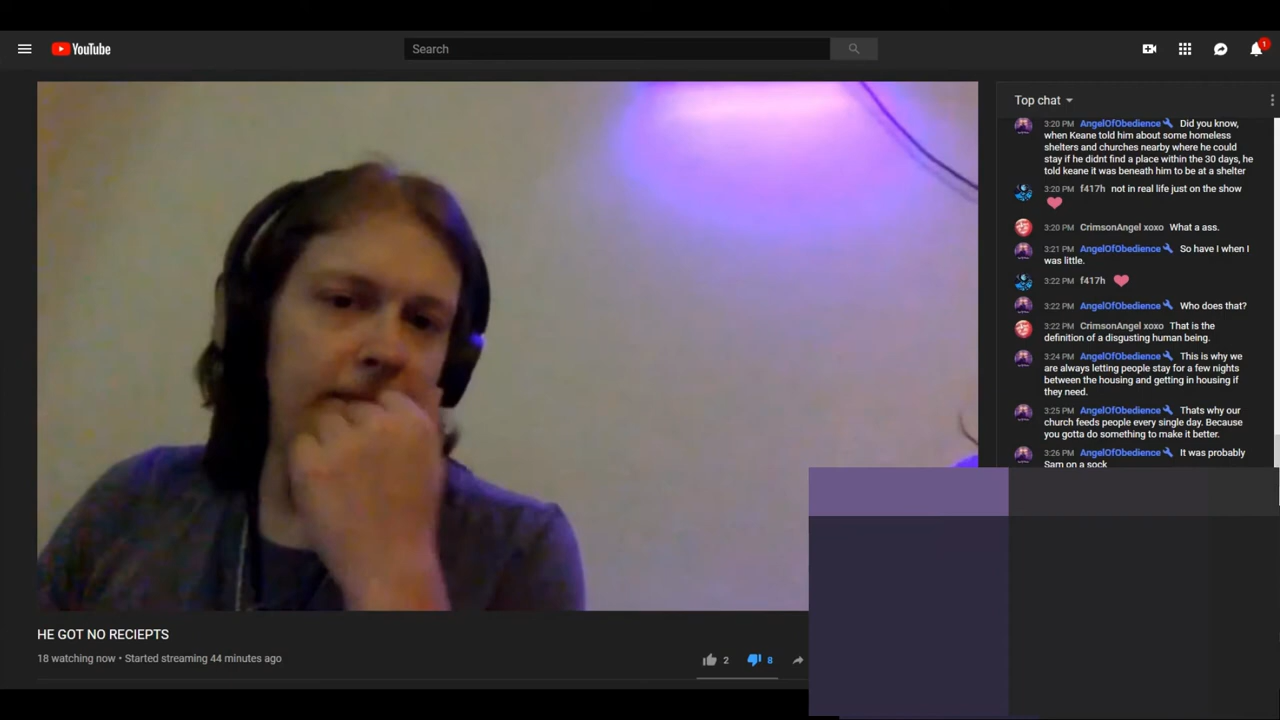 YouTube
Search
1
Top chat
3:20 PM AngelOfObedience Did you know,
when Keane told him about some homeless
shelters and churches nearby where he could
stay if he didnt find a place within the 30 days, he
told keane it was beneath him to be at a shelter
3:20 PM f417h not in real life just on the show
3:20 PM CrimsonAngel xoxo What a ass.
3:21 PM AngelOfObedience So have I when I
was little.
3:22 PM f417h
3:22 PM AngelOfObedience Who does that?
3:22 PM CrimsonAngel xoxo That is the
definition of a disgusting human being.
3:24 PM AngelOfObedience This is why we
are always letting people stay for a few nights
between the housing and getting in housing if
they need.
3:25 PM AngelOfObedience Thats why our
church feeds people every single day. Because
you gotta do something to make it better.
3:26 PM AngelOfObedience It was probably
Sam on a sock
HE GOT NO RECIEPTS
18 watching now • Started streaming 44 minutes ago
2
8